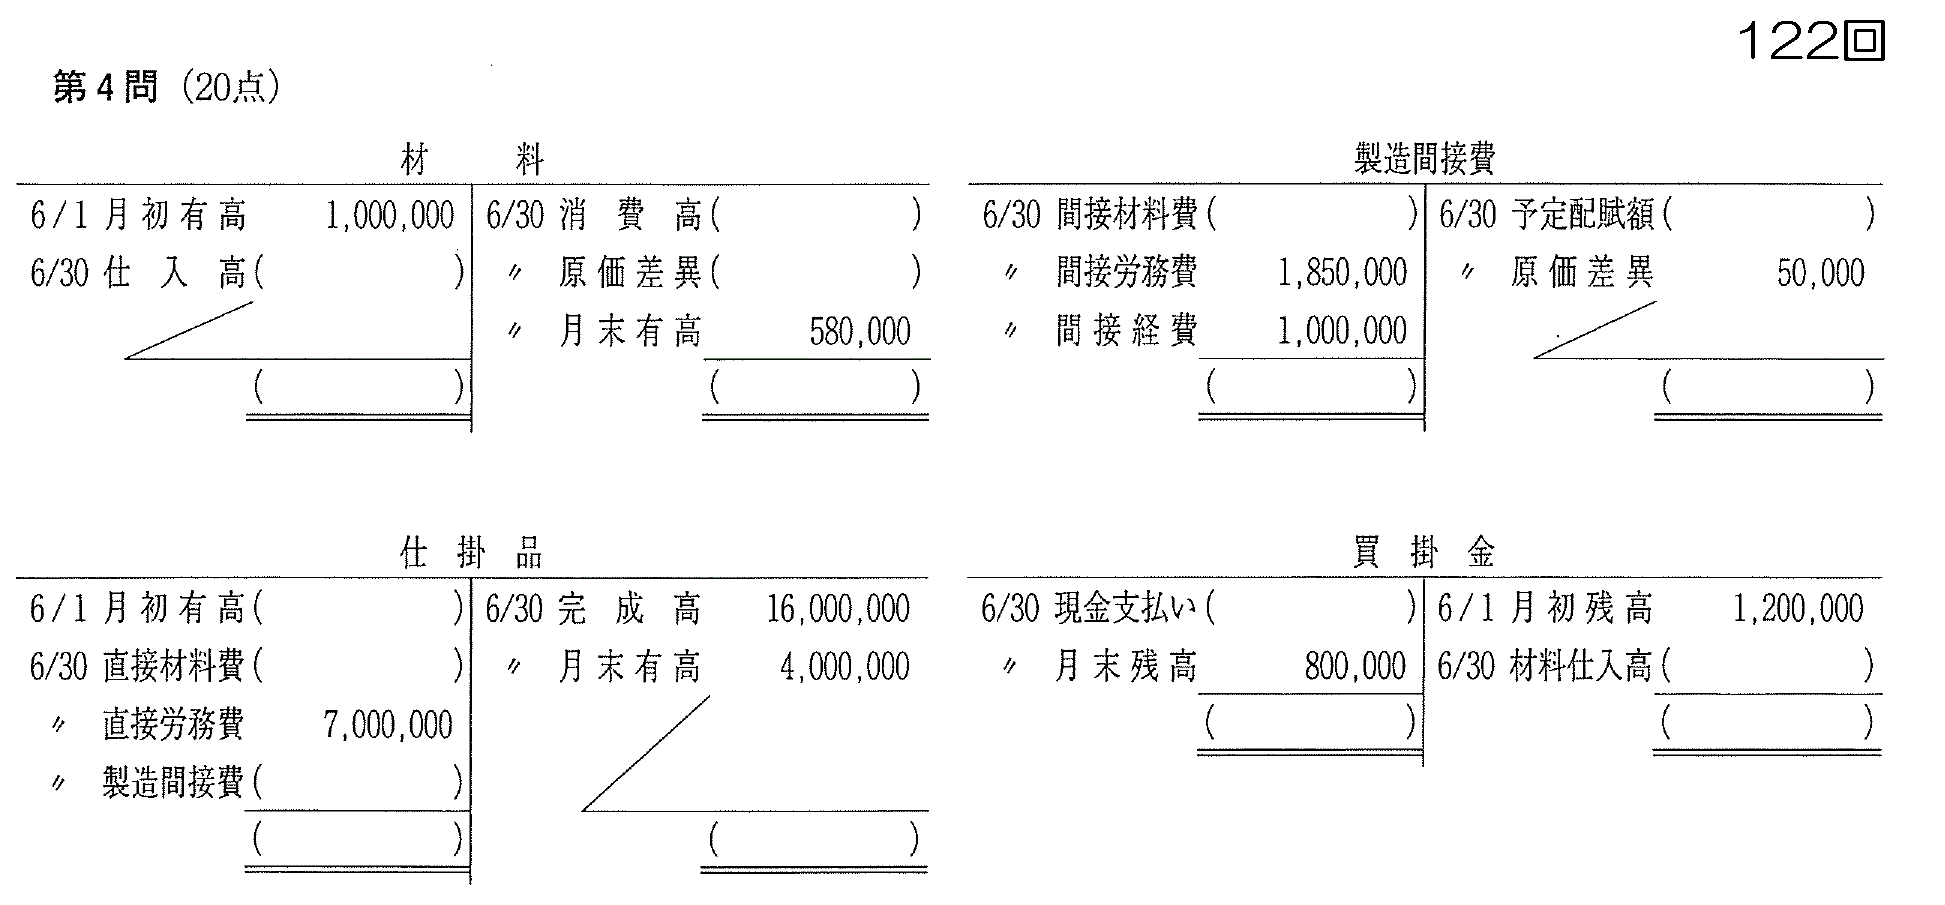 122回
第4問（20点）
材　料
6/1 月初有高 1,000,000 6/30 消費高( )
6/30 仕入高( ) 〃 原価差異( )
〃 月末有高 580,000
( ) ( )
製造間接費
6/30 間接材料費( ) 6/30 予定配賦額( )
〃 間接労務費 1,850,000 〃 原価差異 50,000
〃 間接経費 1,000,000
( ) ( )
仕掛品
6/1 月初有高( ) 6/30 完成高 16,000,000
6/30 直接材料費( ) 〃 月末有高 4,000,000
〃 直接労務費 7,000,000
〃 製造間接費( )
( ) ( )
買掛金
6/30 現金支払い( ) 6/1 月初残高 1,200,000
〃 月末残高 800,000 6/30 材料仕入高( )
( ) ( )